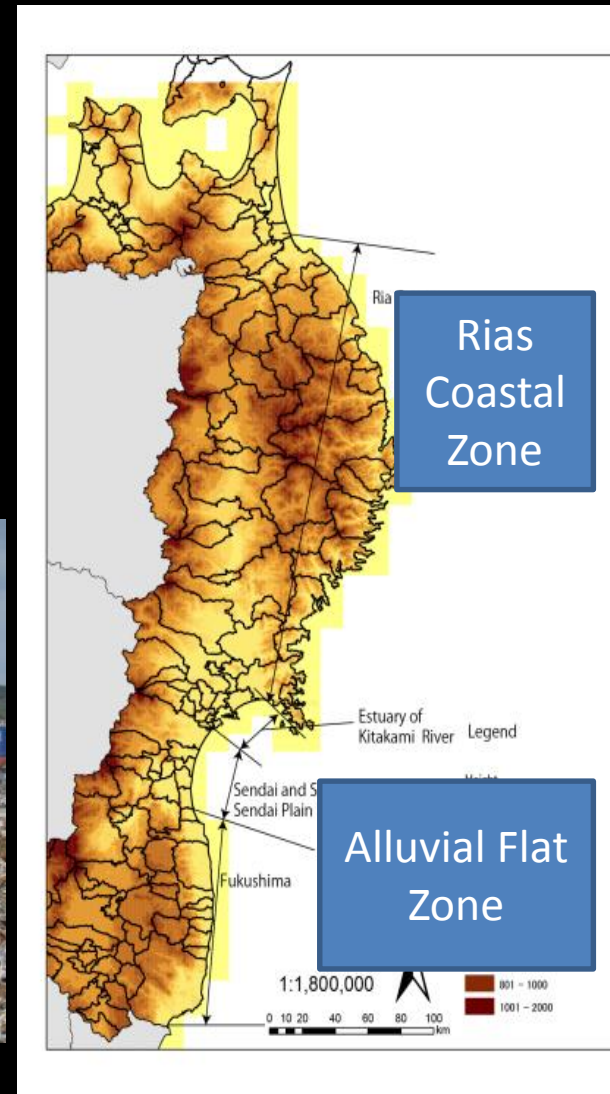 Ria
Rias
Coastal
Zone
Estuary of
Kitakami River
Legend
Sendai and S
Sendai Plain
Alluvial Flat
Zone
Fukushima
1:1,800,000
801 - 1000
1001 - 2000
0 10 20 40 60 80 100
km